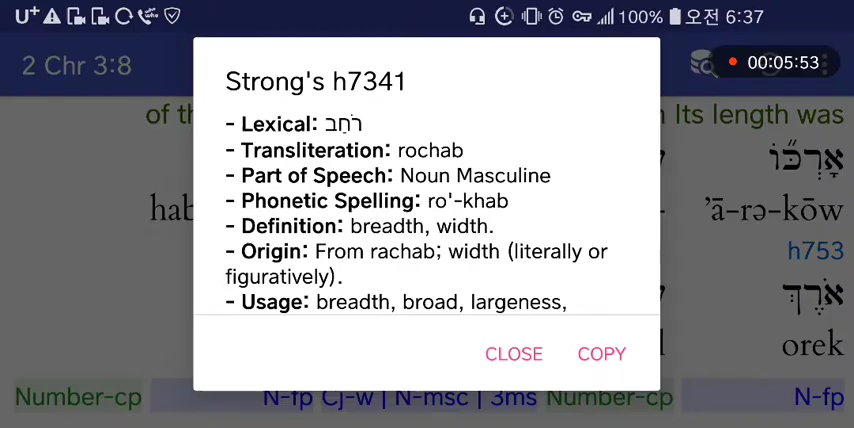 U+ 100% 오전 6:37
2 Chr 3:8
00:05:53
Strong's h7341
- Lexical: רֹחַב
- Transliteration: rochab
- Part of Speech: Noun Masculine
- Phonetic Spelling: ro'-khab
- Definition: breadth, width.
- Origin: From rachab; width (literally or
figuratively).
- Usage: breadth, broad, largeness,
CLOSE COPY
of Its length was
אָרְכּ֞וֹ
'ā-rə-kōw
h753
אֹרֶךְ
orek
Number-cp N-fp Cj-w | N-msc | 3ms Number-cp N-fp